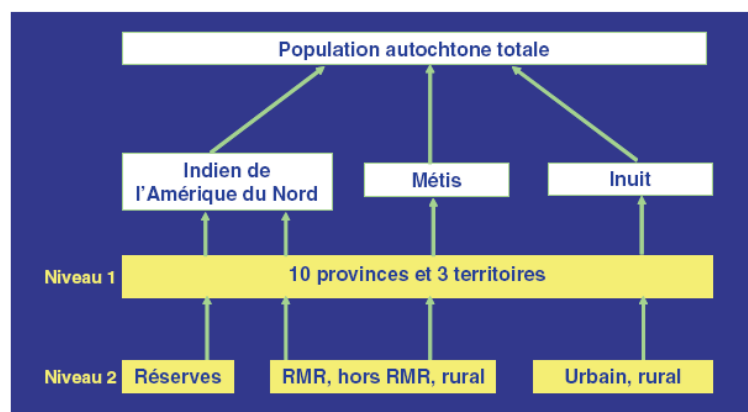 Population autochtone totale
Indien de
l'Amérique du Nord
Métis
Inuit
Niveau 1
10 provinces et 3 territoires
Niveau 2
Réserves
RMR, hors RMR, rural
Urbain, rural